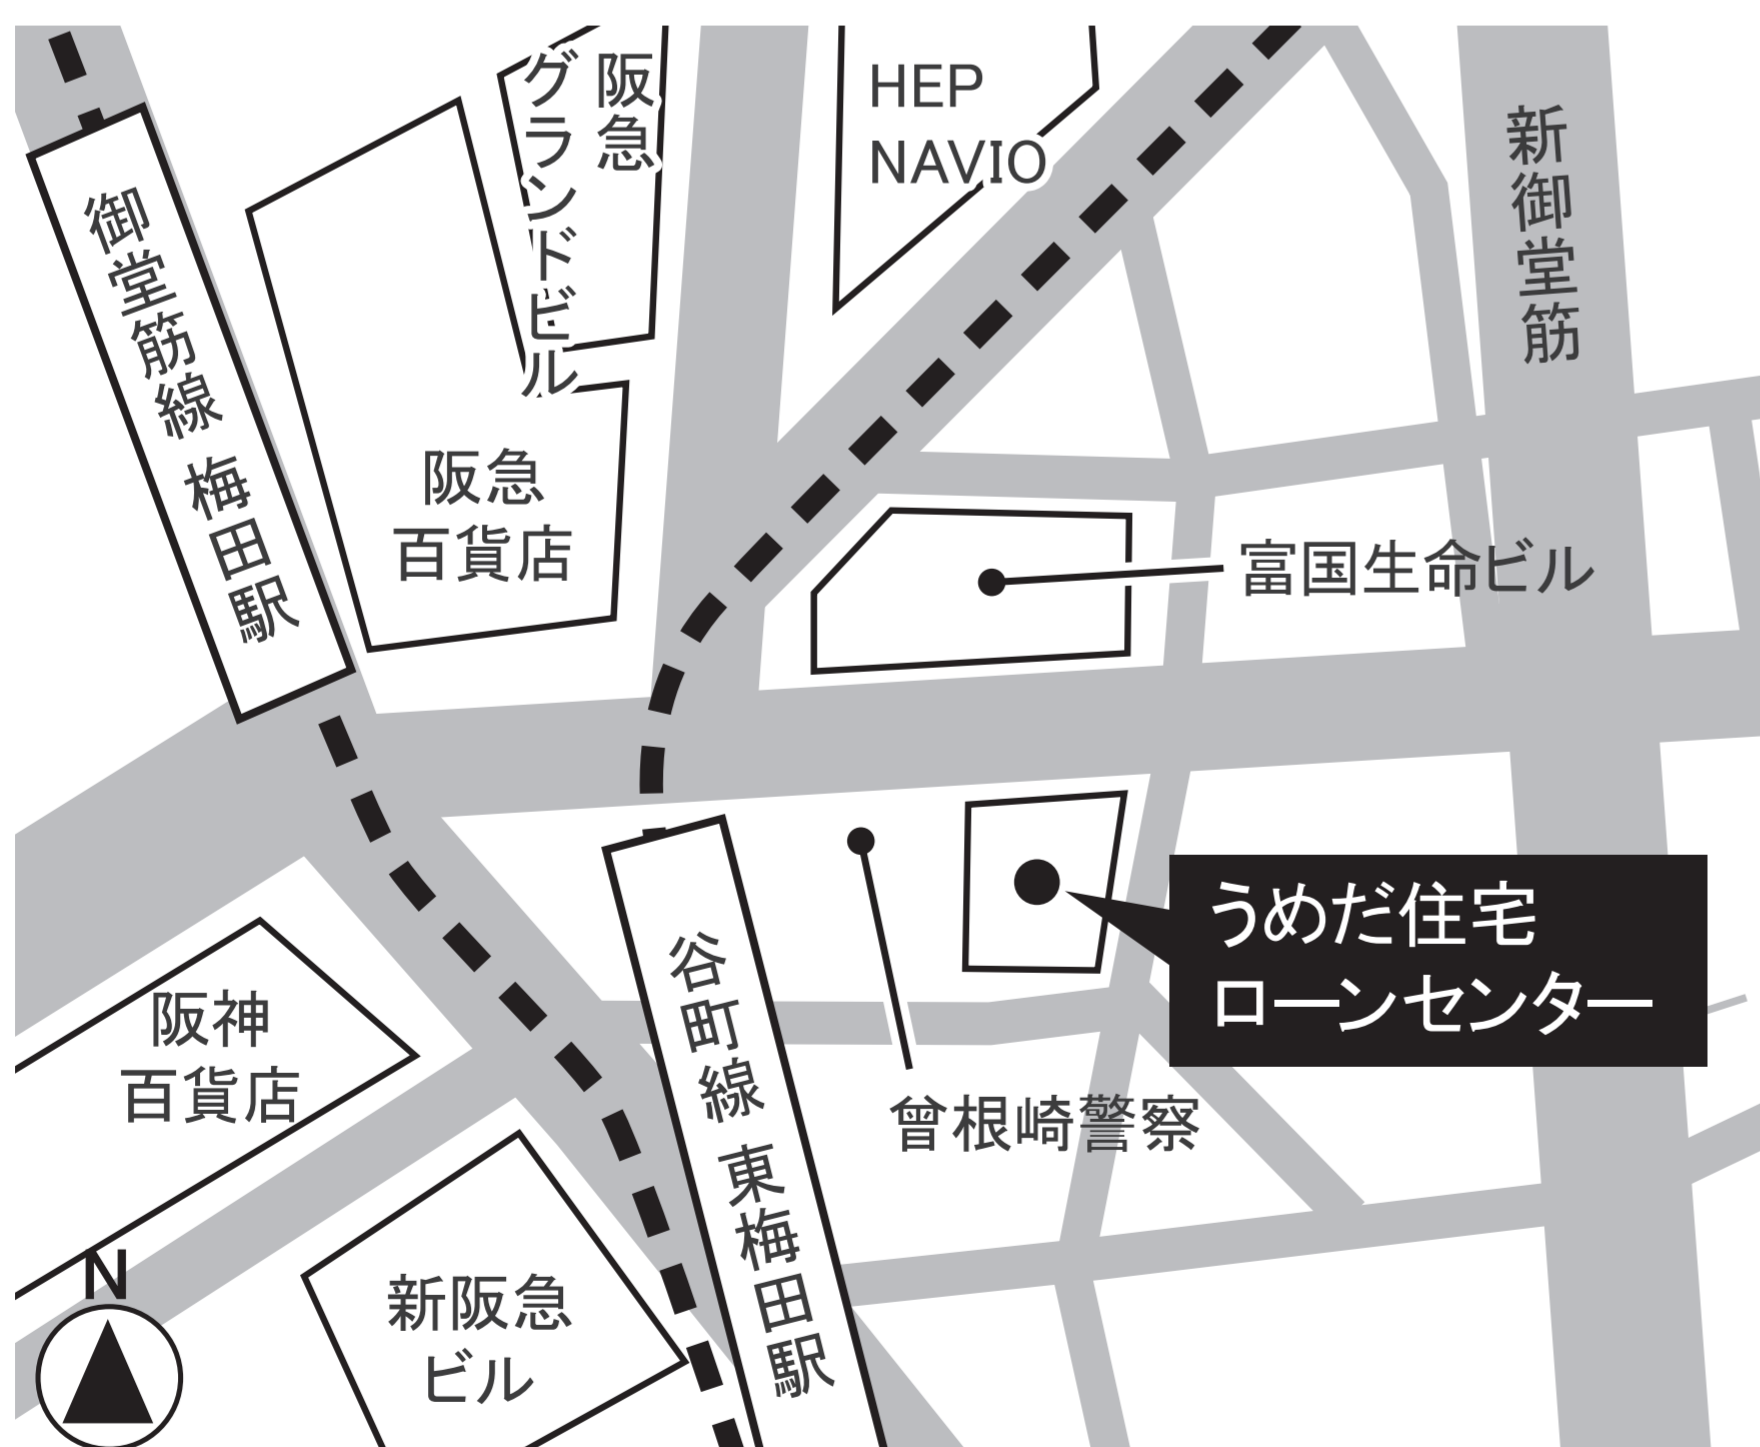 阪急
グランドビル
HEP
NAVIO
新御堂筋
御堂筋線 梅田駅
阪急
百貨店
富国生命ビル
うめだ住宅
ローンセンター
谷町線 東梅田駅
阪神
百貨店
曾根崎警察
N
新阪急
ビル